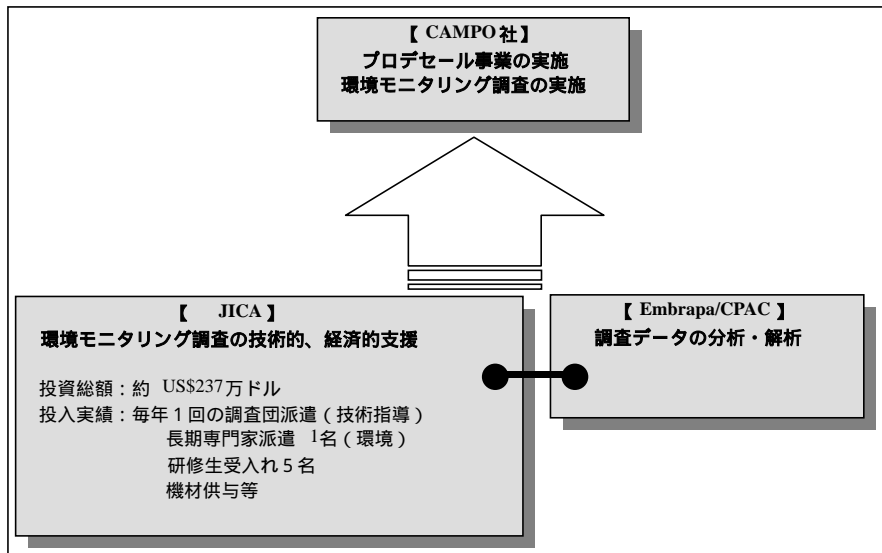 【 CAMPO社】
プロデセール事業の実施
環境モニタリング調査の実施
【 JICA 】
環境モニタリング調査の技術的、経済的支援
投資総額：約 US$237万ドル
投入実績：毎年１回の調査団派遣（技術指導）
長期専門家派遣 1名（環境）
研修生受入れ５名
機材供与等
【 Embrapa/CPAC 】
調査データの分析・解析